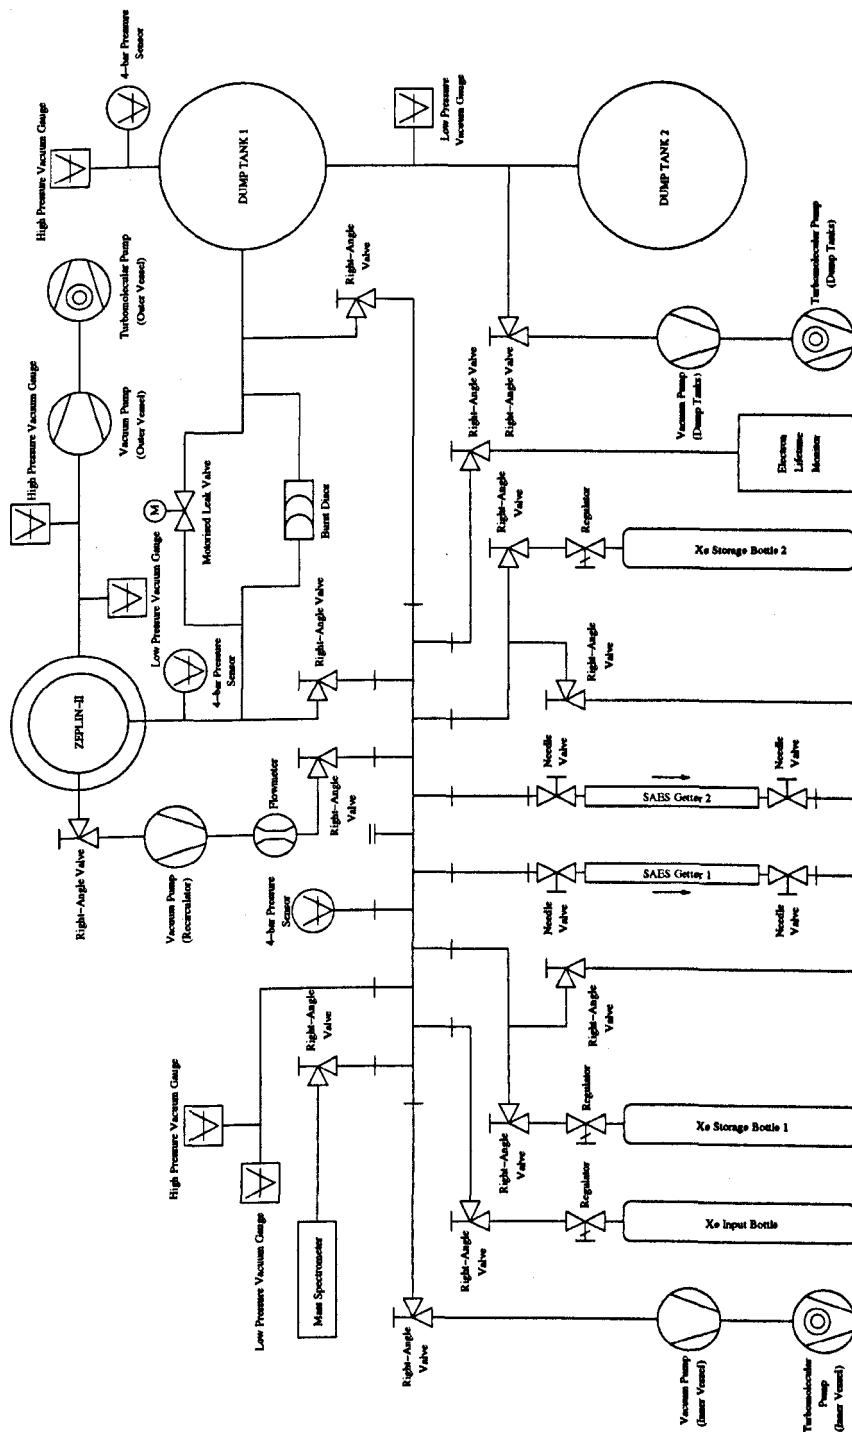 4-bar Pressure
Sensor
High Pressure Vacuum Gauge
DUMP TANK 1
Low Pressure
Vacuum Gauge
DUMP TANK 2
Turbomolecular Pump
(Outer Vessel)
High Pressure Vacuum Gauge
Vacuum Pump
(Outer Vessel)
Right-Angle
Valve
Right-Angle Valve
Right-Angle Valve
Vacuum Pump
(Dump Tanks)
Turbomolecular Pump
(Dump Tanks)
M
Motorised Leak Valve
Burst Discs
Low Pressure Vacuum Gauge
4-bar Pressure
Sensor
Right-Angle Valve
Electron
Lifetime
Monitor
Right-Angle
Valve
Regulator
Xe Storage Bottle 2
ZEPLIN-II
Right-Angle Valve
Vacuum Pump
(Recirculator)
Flowmeter
Right-Angle
Valve
4-bar Pressure
Sensor
Right-Angle
Valve
Needle
Valve
SAES Getter 2
Needle
Valve
Needle
Valve
SAES Getter 1
Needle
Valve
High Pressure Vacuum Gauge
Low Pressure Vacuum Gauge
Right-Angle
Valve
Mass Spectrometer
Right-Angle
Valve
Right-Angle
Valve
Regulator
Xe Storage Bottle 1
Right-Angle
Valve
Regulator
Xe Input Bottle
Right-Angle
Valve
Vacuum Pump
(Inner Vessel)
Turbomolecular
Pump
(Inner Vessel)